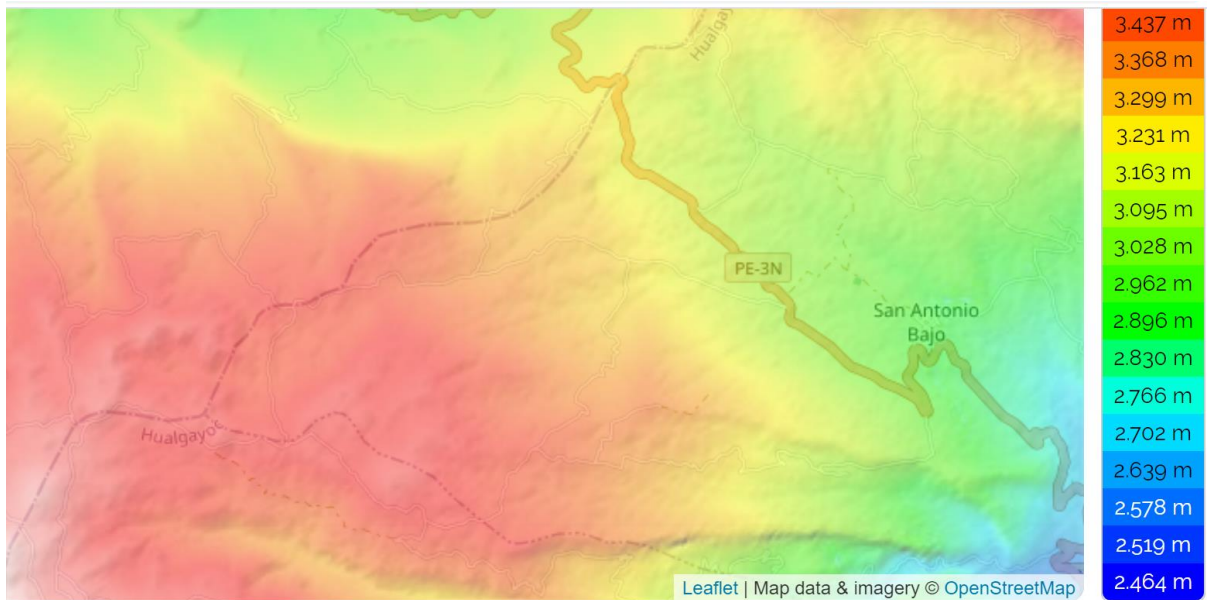 Hualgay
PE-3N
San Antonio
Bajo
Hualgayoc
3.437 m
3.368 m
3.299 m
3.231 m
3.163 m
3.095 m
3.028 m
2.962 m
2.896 m
2.830 m
2.766 m
2.702 m
2.639 m
2.578 m
2.519 m
2.464 m
Leaflet | Map data & imagery © OpenStreetMap